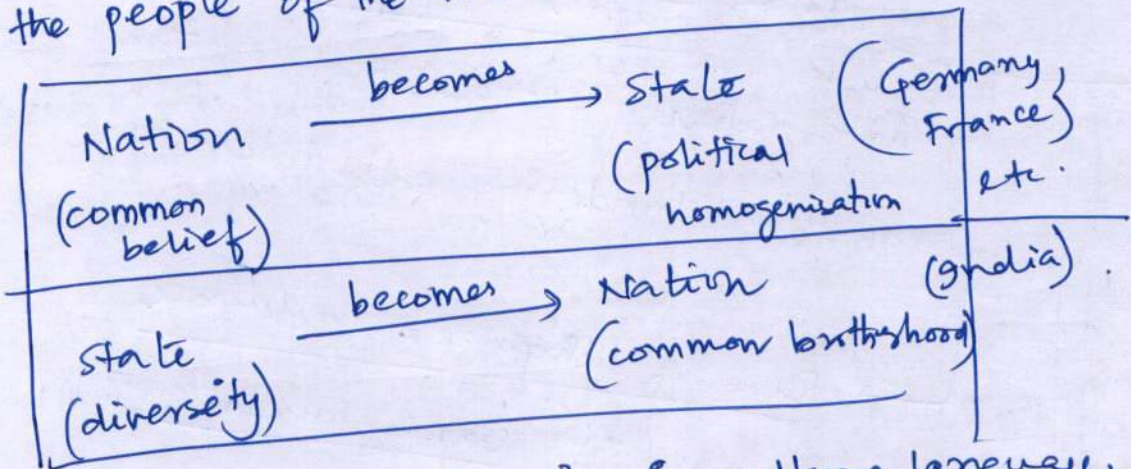 the people of the
becomes
Nation → State (Germany,
France)
(common (political etc.
belief) homogenisation
becomes
State → Nation (India)
(diversity) (common brotherhood)
language,